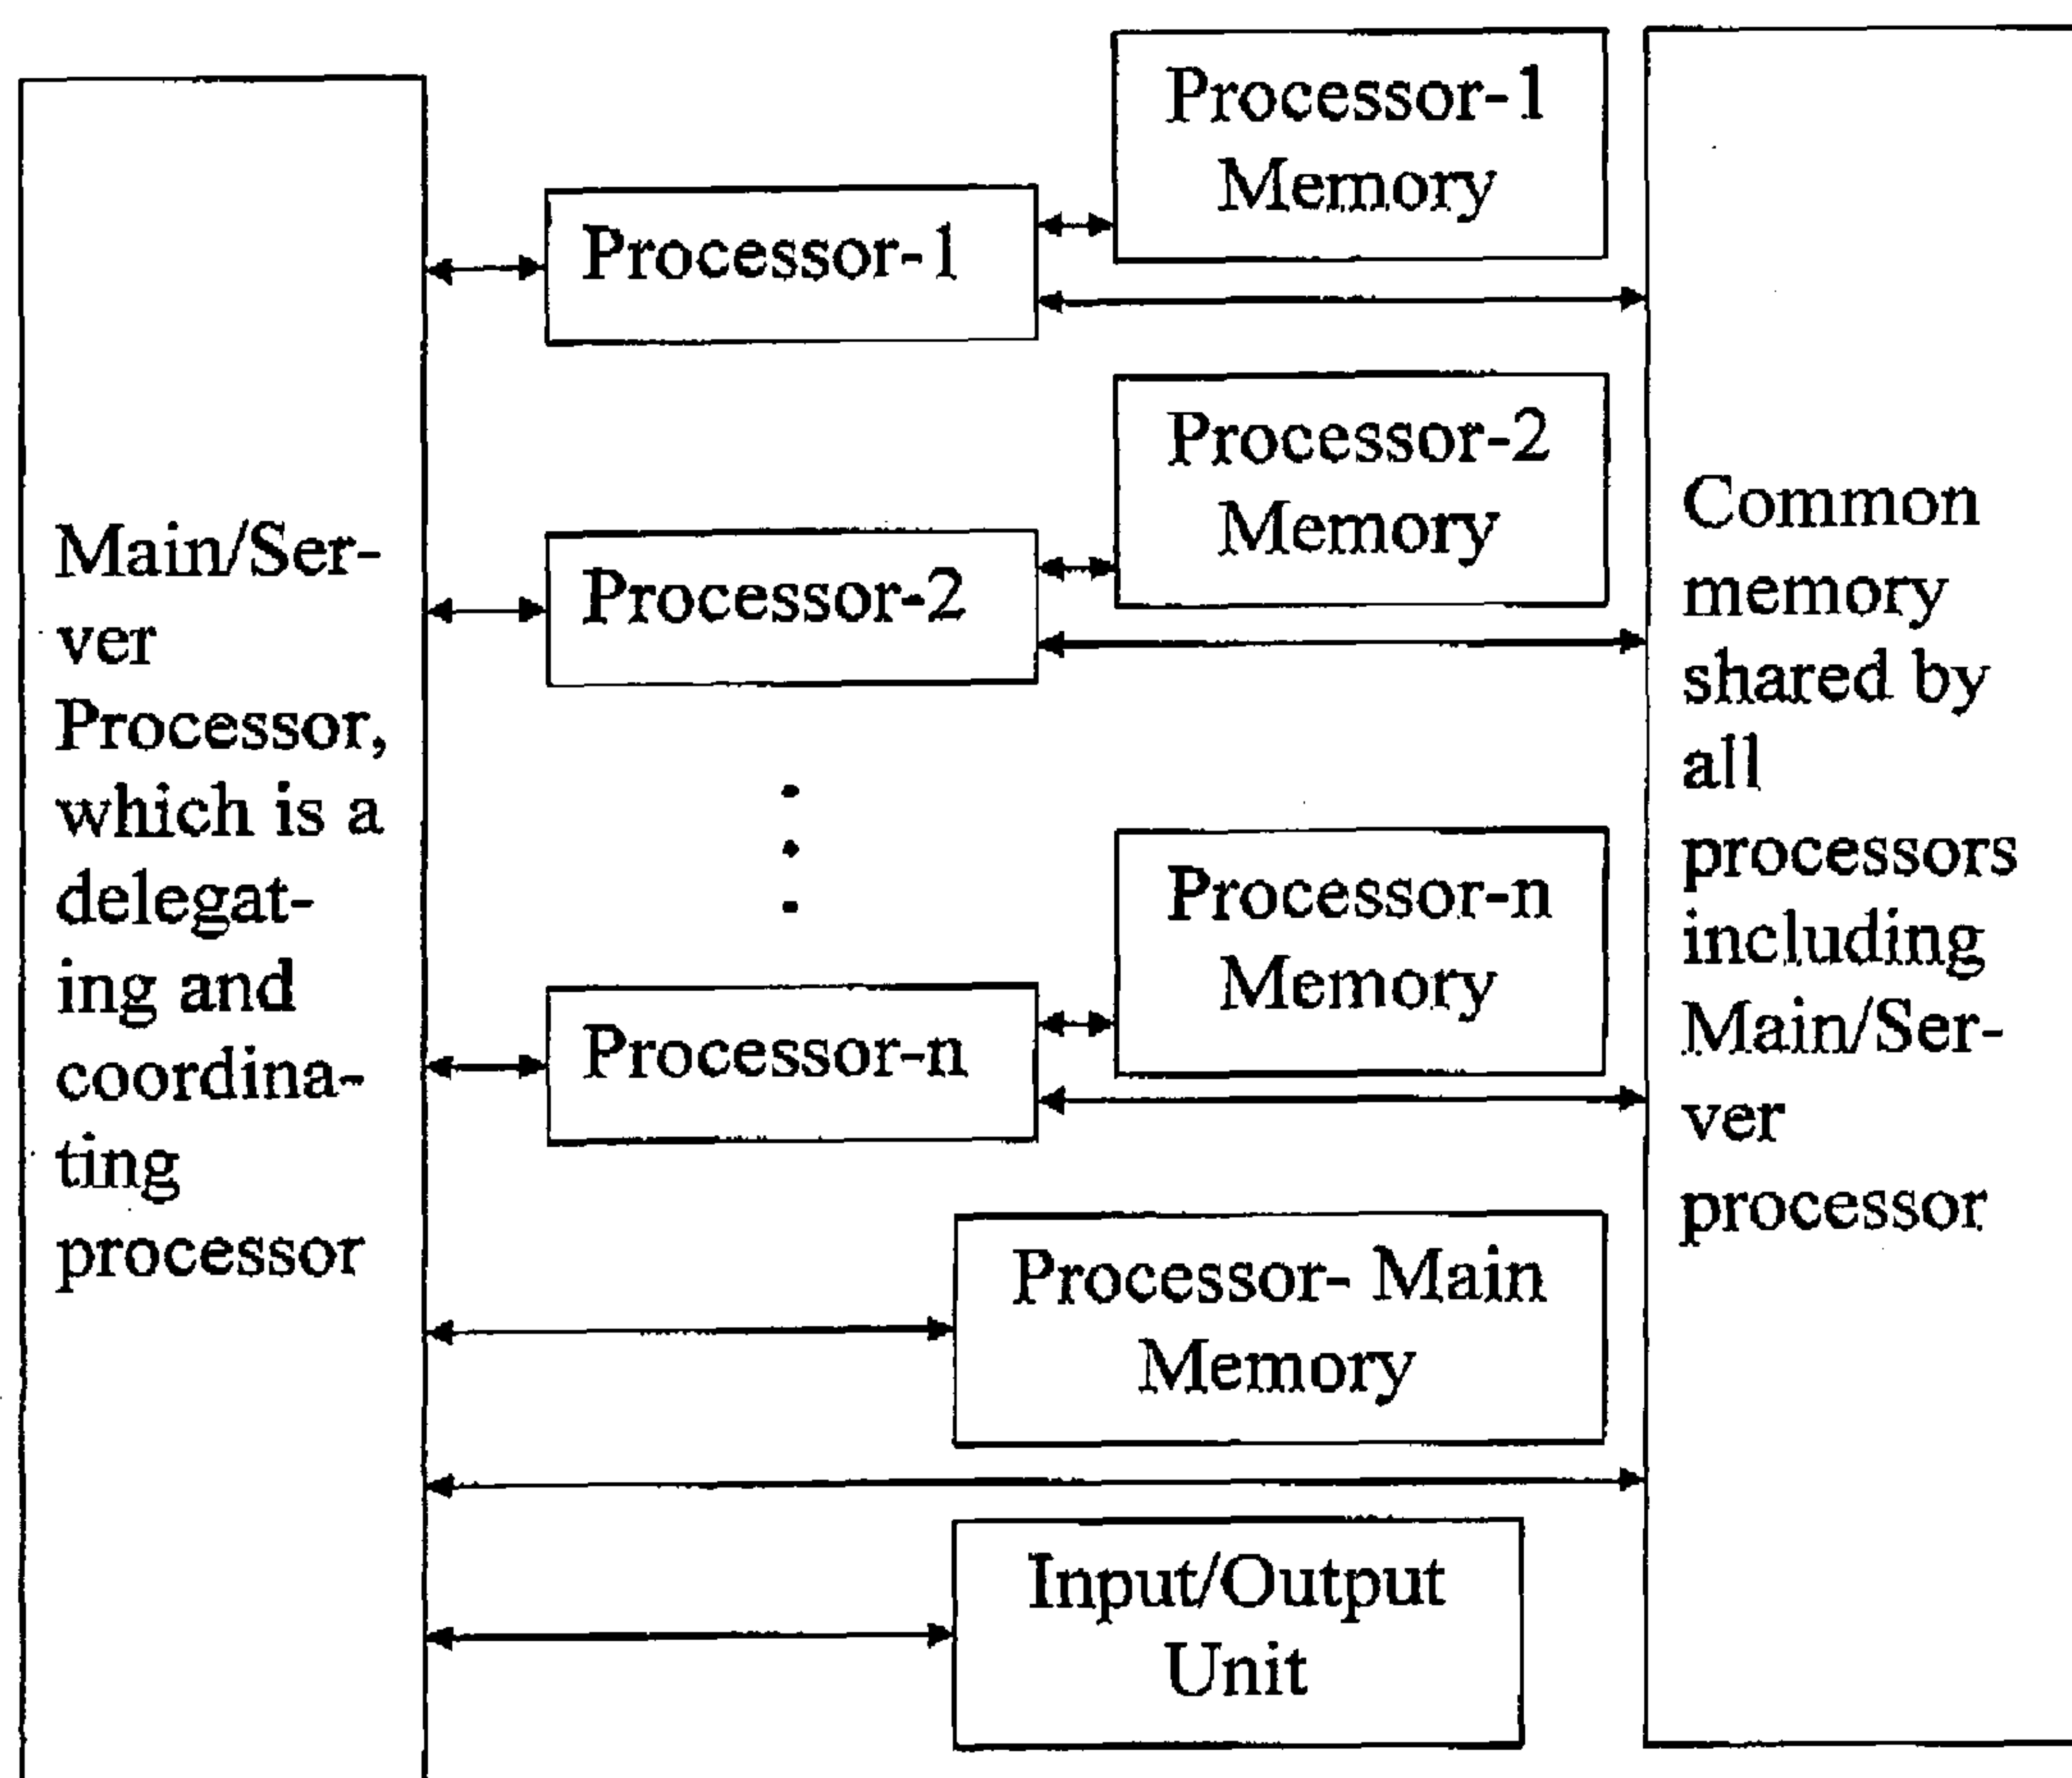 Main/Ser-
ver
Processor,
which is a
delegat-
ing and
coordina-
ting
processor
Processor-1
Processor-1
Memory
Processor-2
Processor-2
Memory
Processor-n
Processor-n
Memory
Processor- Main
Memory
Input/Output
Unit
Common
memory
shared by
all
processors
including
Main/Ser-
ver
processor